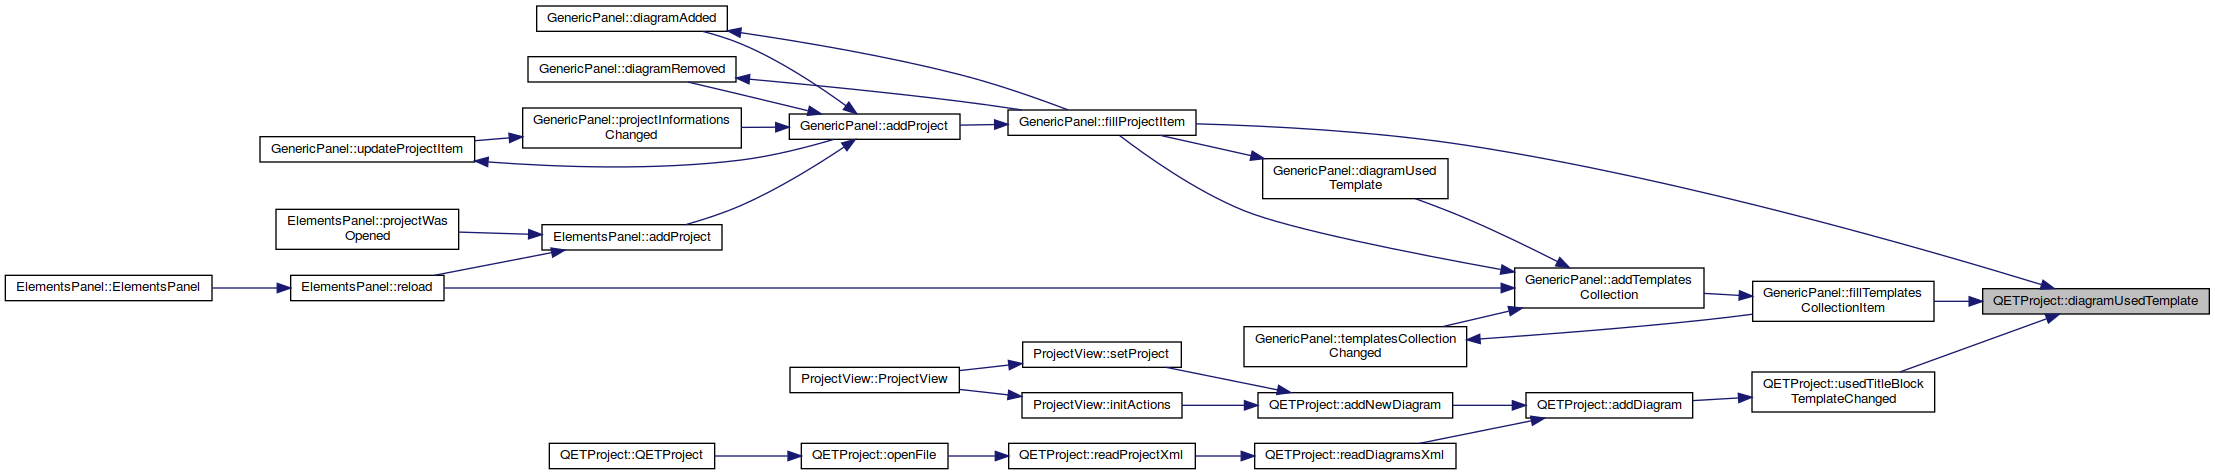 GenericPanel::diagramAdded
GenericPanel::diagramRemoved
GenericPanel::projectInformations
Changed
GenericPanel::updateProjectItem
GenericPanel::addProject
GenericPanel::fillProjectItem
GenericPanel::diagramUsed
Template
ElementsPanel::projectWas
Opened
ElementsPanel::addProject
ElementsPanel::ElementsPanel
ElementsPanel::reload
GenericPanel::addTemplates
Collection
GenericPanel::fillTemplates
CollectionItem
QETProject::diagramUsedTemplate
GenericPanel::templatesCollection
Changed
ProjectView::setProject
ProjectView::ProjectView
ProjectView::initActions
QETProject::addNewDiagram
QETProject::addDiagram
QETProject::usedTitleBlock
TemplateChanged
QETProject::QETProject
QETProject::openFile
QETProject::readProjectXml
QETProject::readDiagramsXml